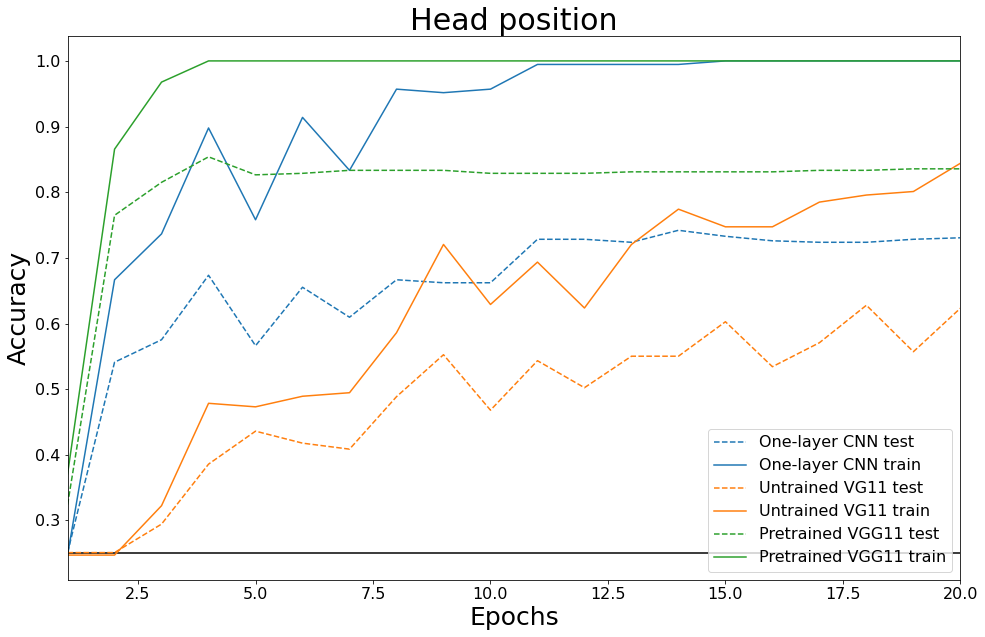 Head position
Accuracy
1.0
0.9
0.8
0.7
0.6
0.5
0.4
0.3
2.5
5.0
7.5
10.0
12.5
15.0
17.5
20.0
Epochs
One-layer CNN test
One-layer CNN train
Untrained VG11 test
Untrained VG11 train
Pretrained VGG11 test
Pretrained VGG11 train